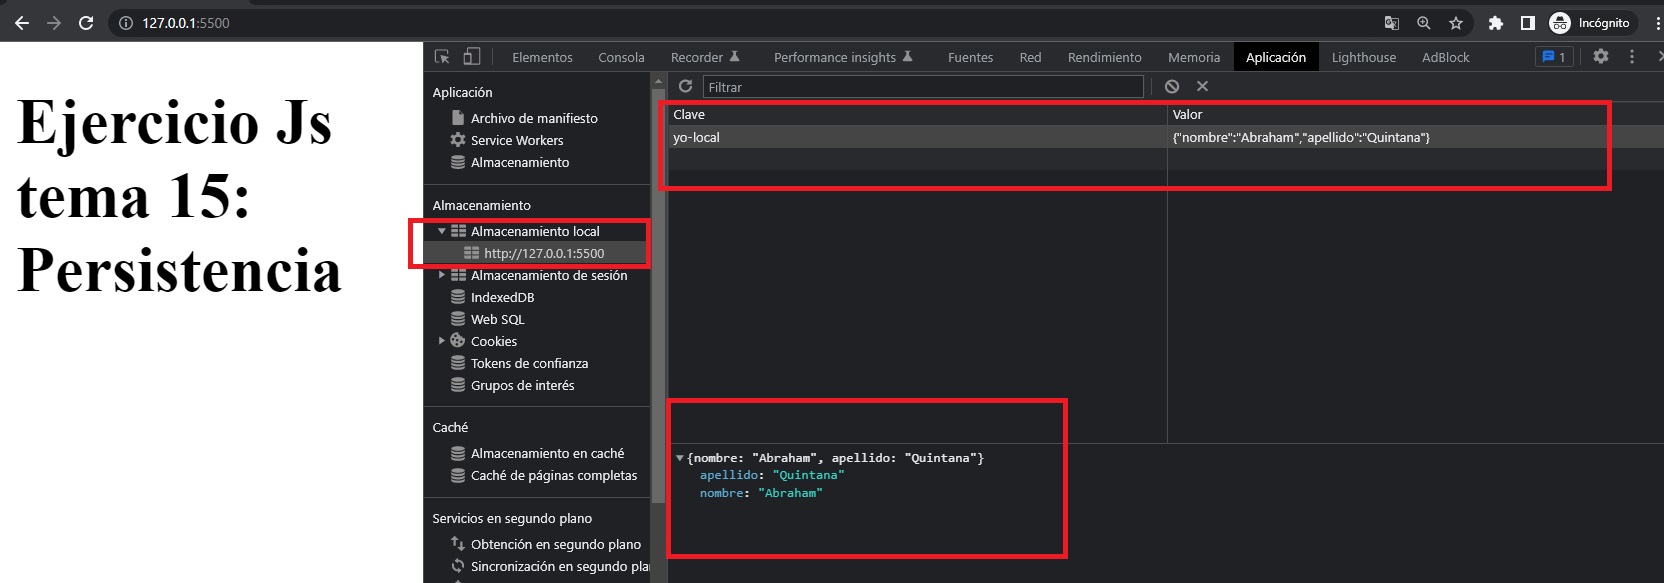 127.0.0.1:5500
Incógnito
Ejercicio Js
tema 15:
Persistencia
Elementos
Consola
Recorder
Performance insights
Fuentes
Red
Rendimiento
Memoria
Aplicación
Lighthouse
AdBlock
1
Aplicación
Archivo de manifiesto
Service Workers
Almacenamiento
Almacenamiento
Almacenamiento local
http://127.0.0.1:5500
Almacenamiento de sesión
IndexedDB
Web SQL
Cookies
Tokens de confianza
Grupos de interés
Caché
Almacenamiento en caché
Caché de páginas completas
Servicios en segundo plano
Obtención en segundo plano
Sincronización en segundo pla
Filtrar
Clave
Valor
yo-local
{"nombre":"Abraham","apellido":"Quintana"}
{nombre: "Abraham", apellido: "Quintana"}
apellido: "Quintana"
nombre: "Abraham"